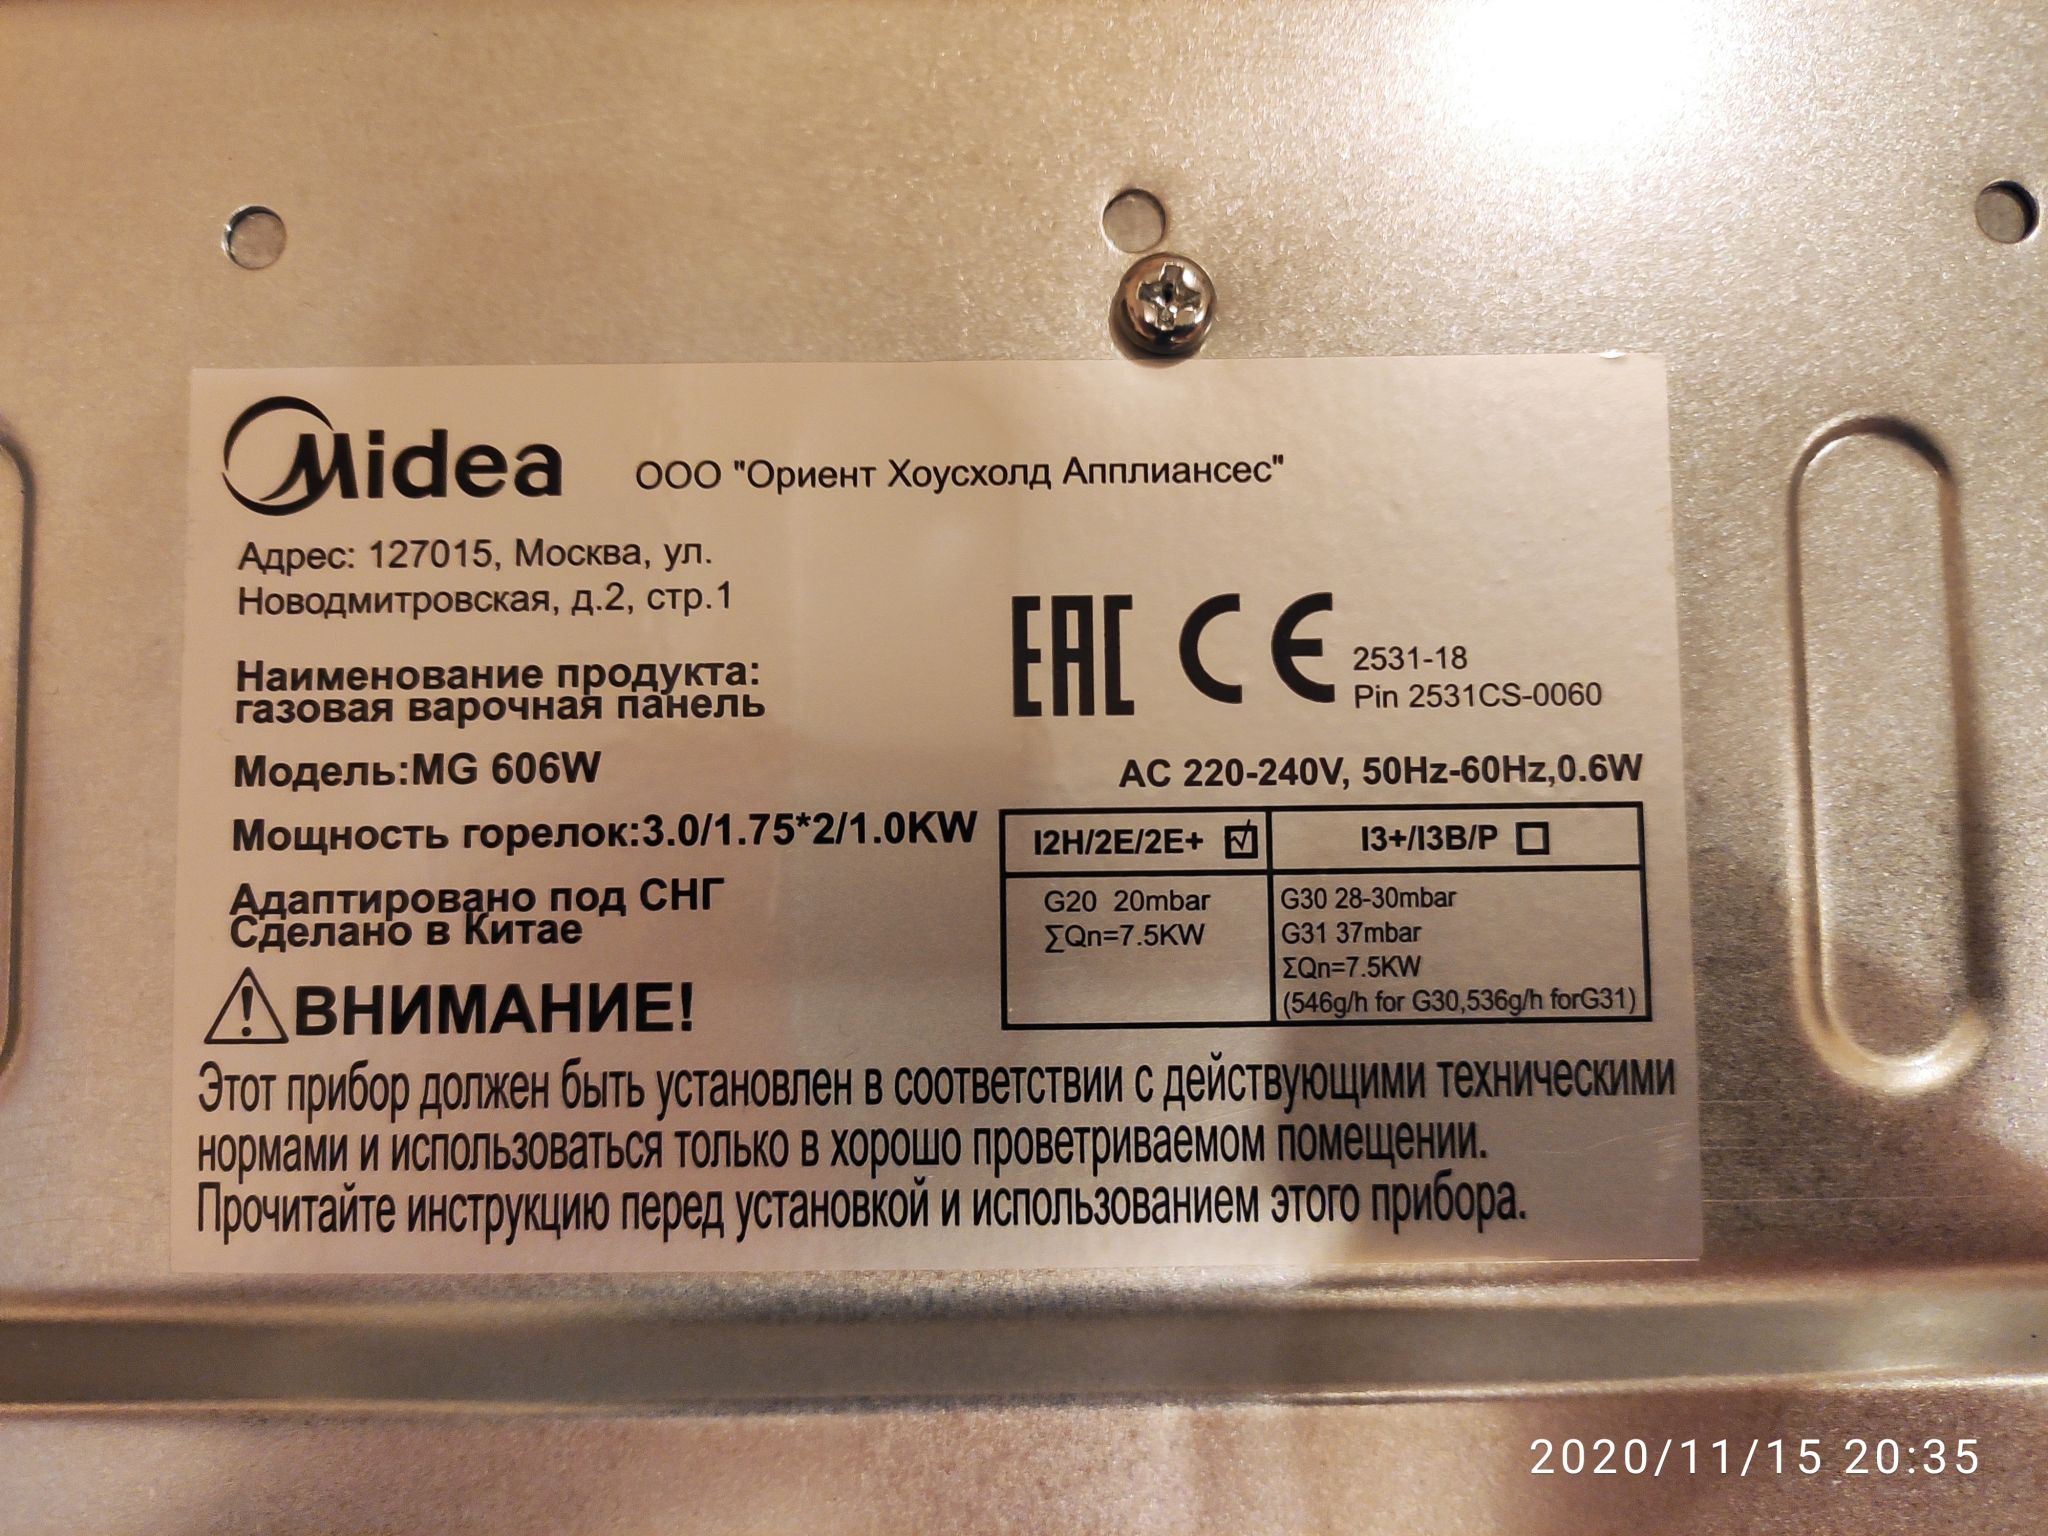 Midea
ООО "Ориент Хоусхолд Апплиансес"
Адрес: 127015, Москва, ул.
Новодмитровская, д.2, стр.1
EAC CE
2531-18
Pin 2531CS-0060
Наименование продукта:
газовая варочная панель
Модель:MG 606W
AC 220-240V, 50Hz-60Hz,0.6W
Мощность горелок:3.0/1.75*2/1.0KW
I2H/2E/2E+ ☑
I3+/I3B/P ☐
G20 20mbar
∑Qn=7.5KW
G30 28-30mbar
G31 37mbar
ΣQn=7.5KW
(546g/h for G30,536g/h forG31)
Адаптировано под СНГ
Сделано в Китае
ВНИМАНИЕ!
Этот прибор должен быть установлен в соответствии с действующими техническими
нормами и использоваться только в хорошо проветриваемом помещении.
Прочитайте инструкцию перед установкой и использованием этого прибора.
2020/11/15 20:35